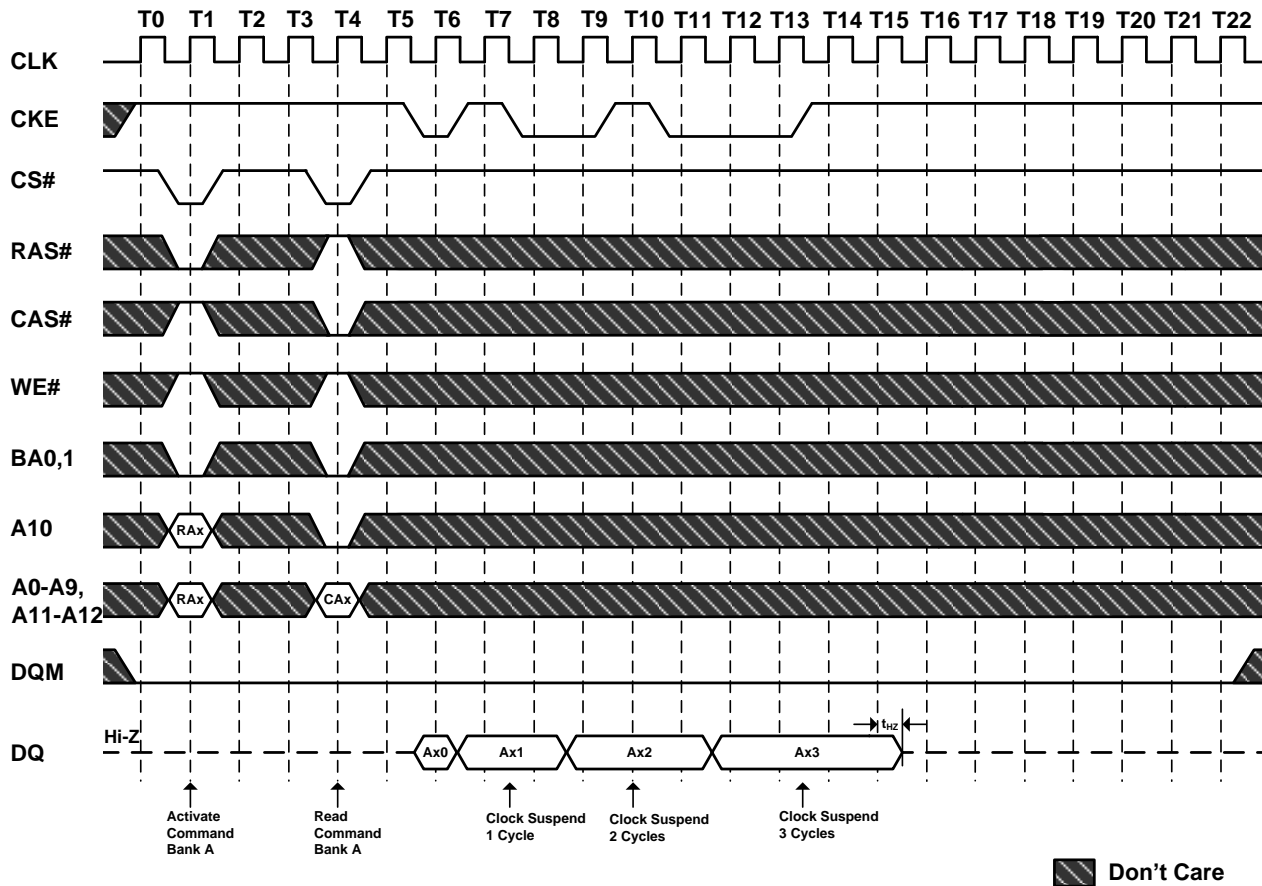 T0 T1 T2 T3 T4 T5 T6 T7 T8 T9 T10 T11 T12 T13 T14 T15 T16 T17 T18 T19 T20 T21 T22
CLK
CKE
CS#
RAS#
CAS#
WE#
BA0,1
A10
RAx
A0-A9,
A11-A12
RAx
CAx
DQM
tHZ
DQ
Hi-Z
Ax0
Ax1
Ax2
Ax3
Activate
Command
Bank A
Read
Command
Bank A
Clock Suspend
1 Cycle
Clock Suspend
2 Cycles
Clock Suspend
3 Cycles
Don't Care